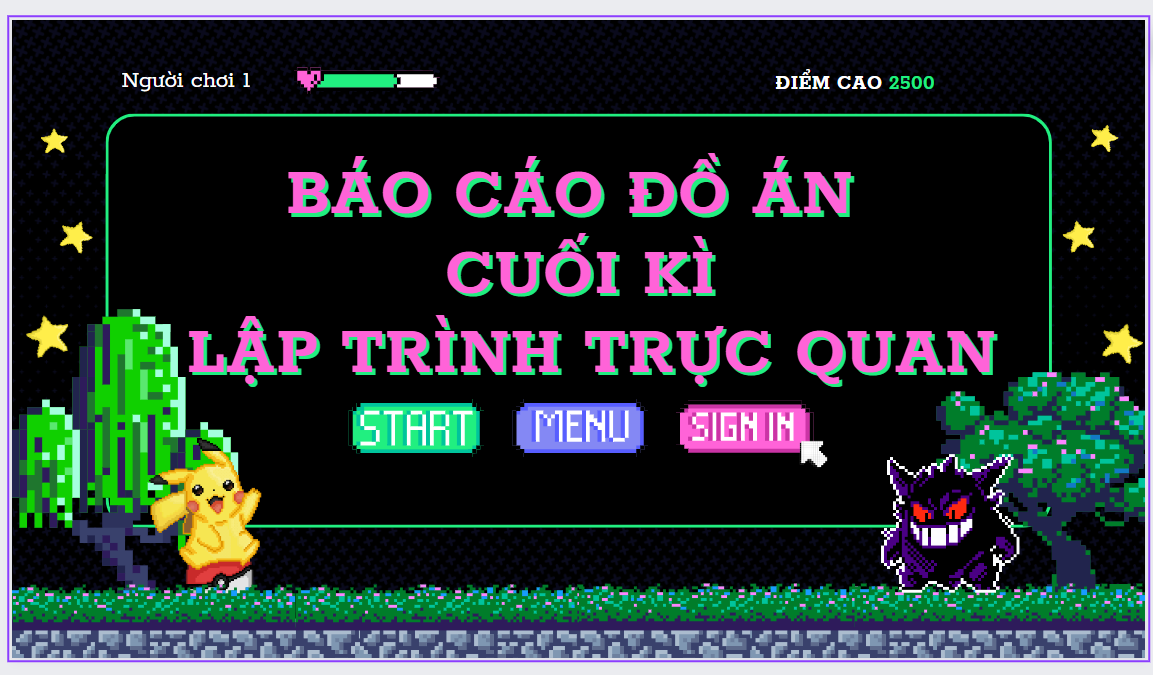 Người chơi 1
ĐIỂM CAO 2500
BÁO CÁO ĐỒ ÁN
CUỐI KÌ
LẬP TRÌNH TRỰC QUAN
START MENU SIGN IN